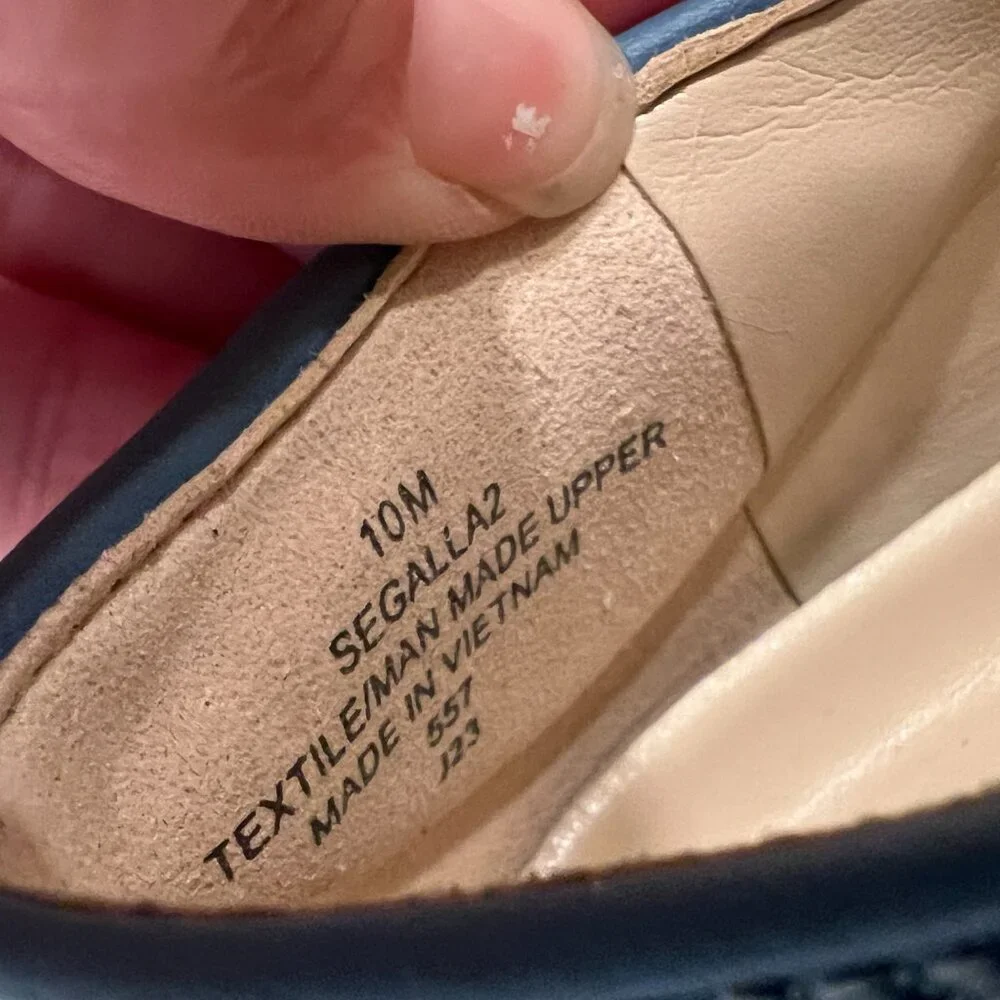 10M
SEGALLA2
TEXTILE/MAN MADE UPPER
MADE IN VIETNAM
557
J23